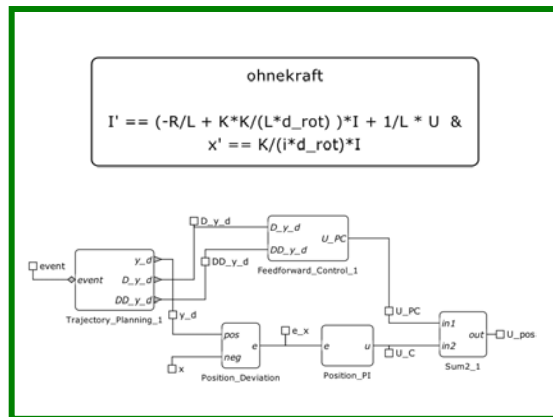 ohnekraft
I' == (-R/L + K*K/(L*d_rot) )*I + 1/L * U &
x' == K/(i*d_rot)*I
D_y_d
event
y_d
D_y_d
U_PC
DD_y_d
event
D_y_d
DD_y_d
Feedforward_Control_1
DD_y_d
Trajectory_Planning_1
y_d
U_PC
e_x
in1
out
U_pos
pos
e
e
u
in2
neg
U_C
x
Position_Deviation
Position_PI
Sum2_1